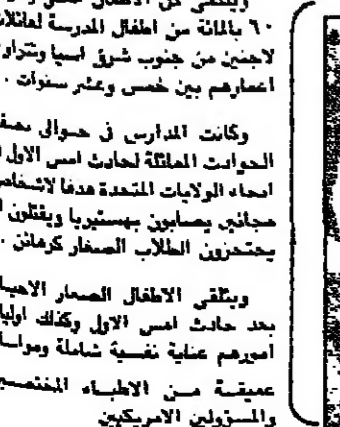 ٦٠ بالمائة من اطفال المدرسة لعائلات
لاجئين من جنوب شرق اسيا وتتراوح
اعمارهم بين خمس وعشر سنوات .
وكانت المدارس في حوالى نصف
الحوادث المماثلة لحادث امس الاول
انحاء الولايات المتحدة هدفا لاشخاص
مجانين يصابون بهستيريا ويقتلون
يحتجزون الطلاب الصغار كرهائن .
ويتلقى الاطفال الصغار الاحياء
بعد حادث امس الاول وكذلك اولياء
امورهم عناية نفسية شاملة ومواساة
عميقة من الاطباء المختصين
والمسؤولين الامريكيين